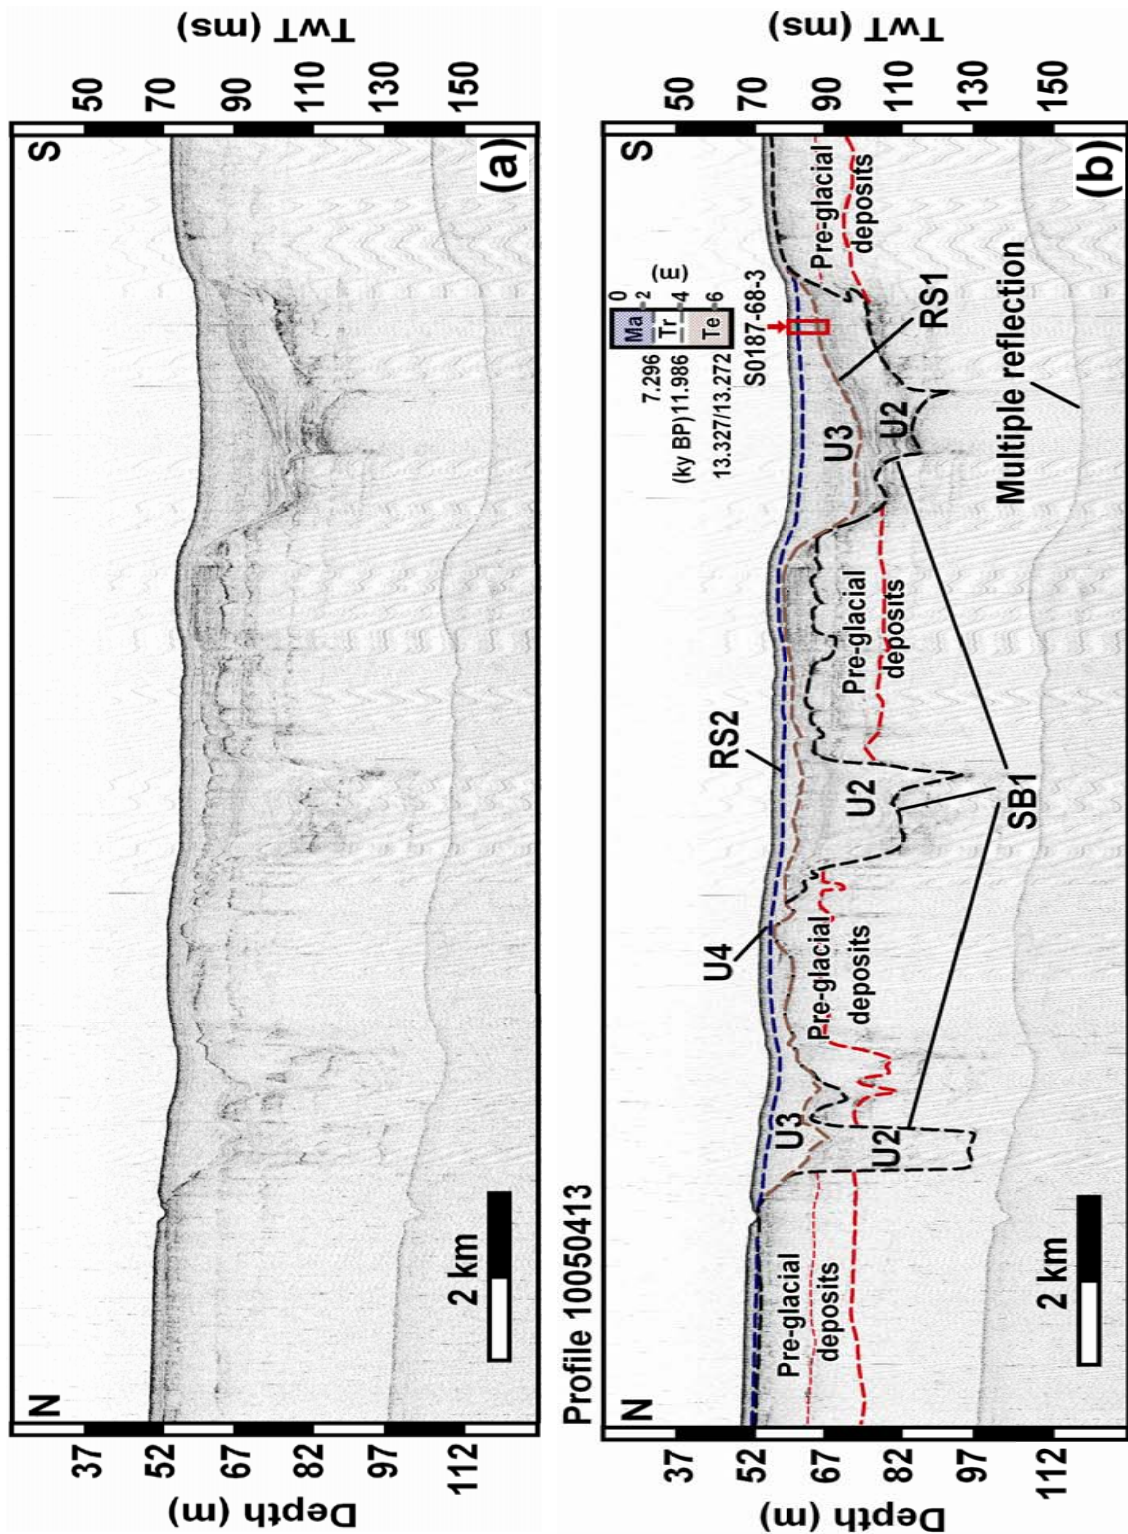 N
S
TwT (ms)
50
70
90
110
130
150
Depth (m)
37
52
67
82
97
112
2 km
(a)
Profile 10050413
N
S
TwT (ms)
50
70
90
110
130
150
Depth (m)
37
52
67
82
97
112
Ma
Tr
Te
0
2
4
6
(m)
7.296
(ky BP)11.986
13.327/13.272
S0187-68-3
RS2
U4
U3
U3
U2
U2
U2
RS1
SB1
Pre-glacial
deposits
Pre-glacial
deposits
Pre-glacial
deposits
Pre-glacial
deposits
Multiple reflection
2 km
(b)